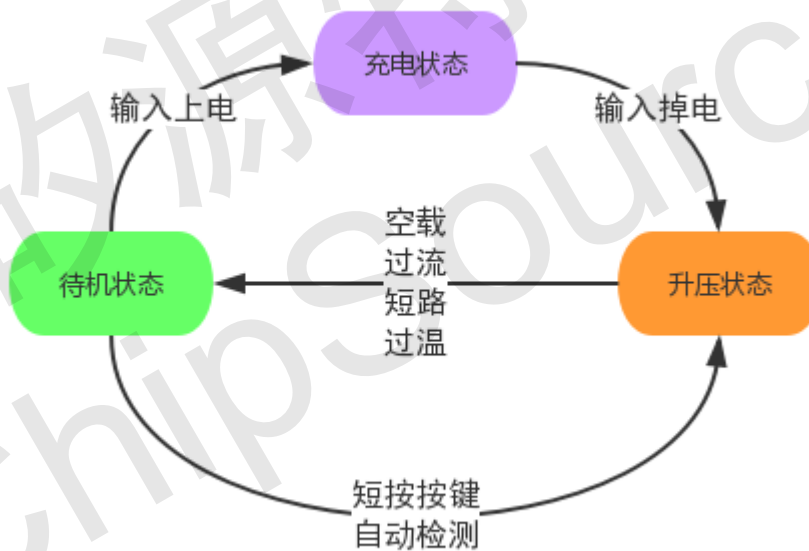 充电状态
输入上电
输入掉电
空载
过流
短路
过温
待机状态
升压状态
短按按键
自动检测
ChipSourc